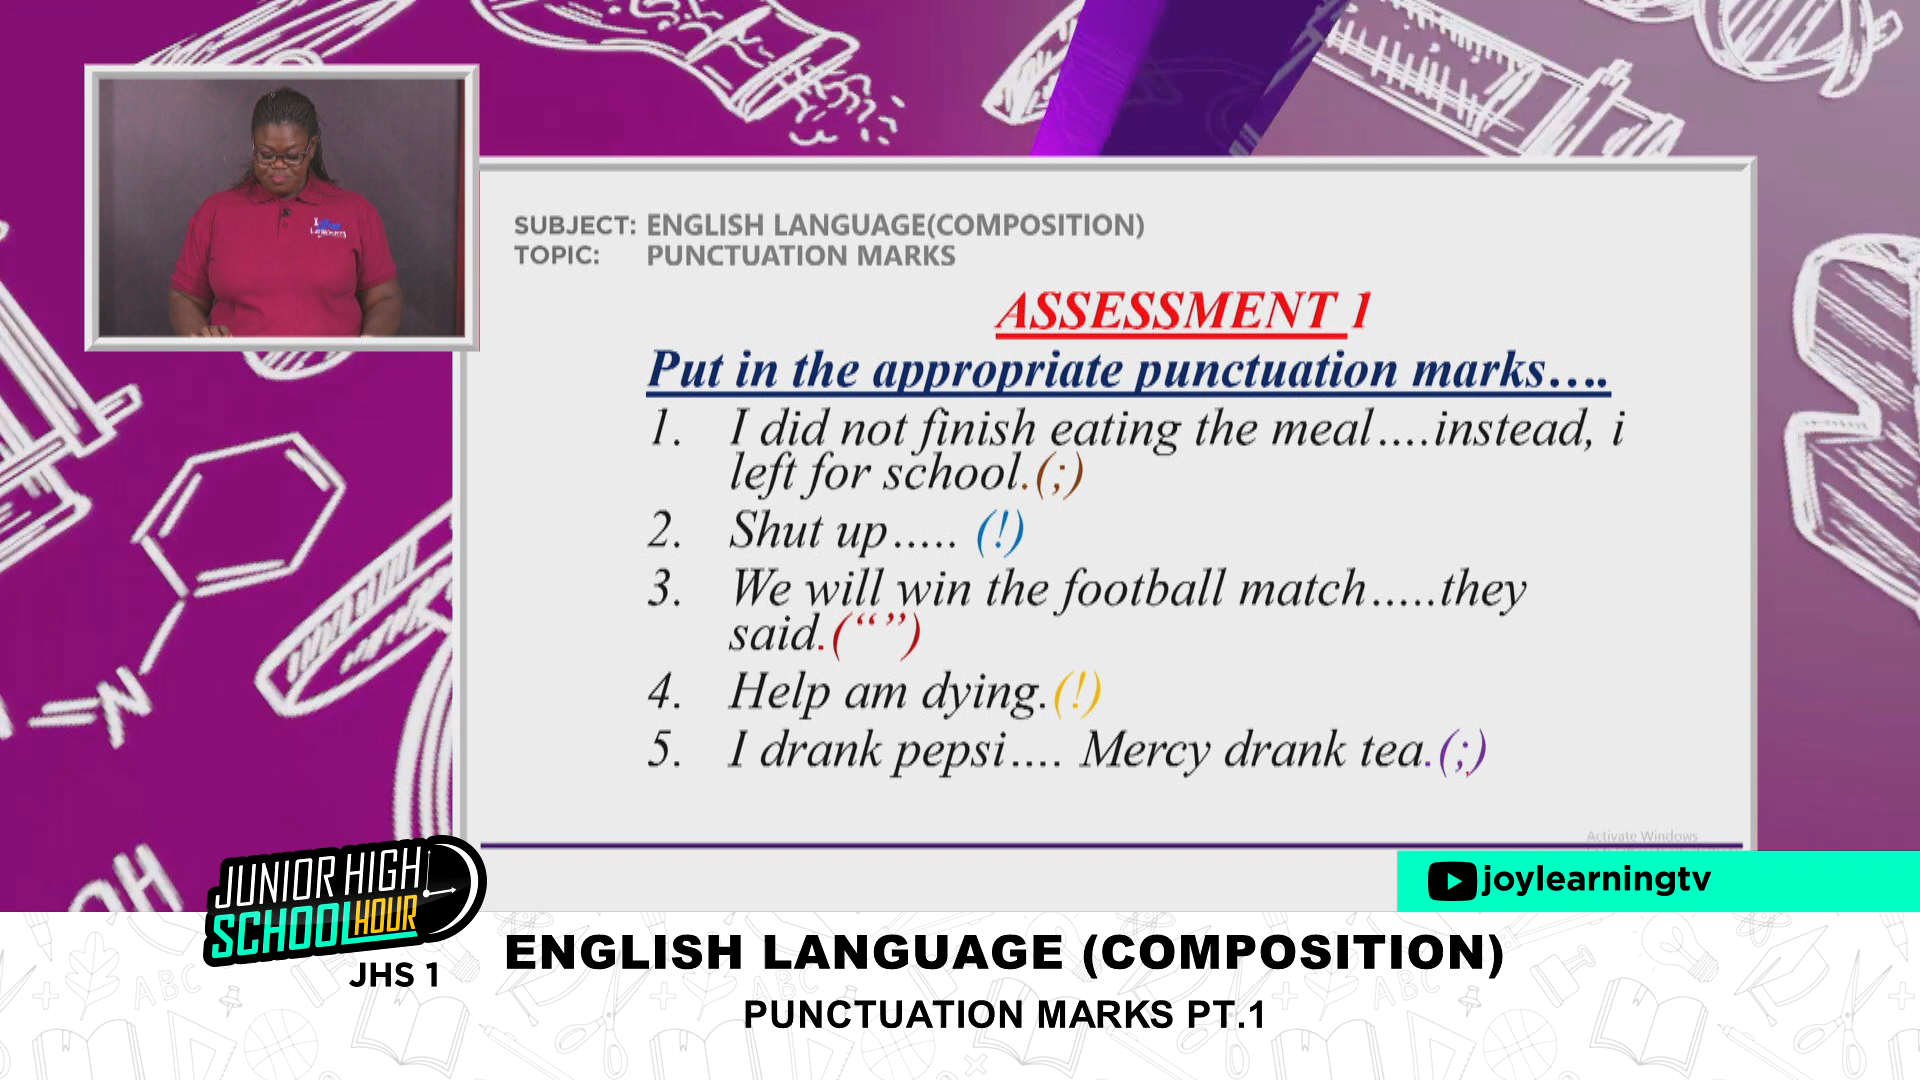 SUBJECT: ENGLISH LANGUAGE(COMPOSITION)
TOPIC: PUNCTUATION MARKS
ASSESSMENT 1
Put in the appropriate punctuation marks….
1. I did not finish eating the meal….instead, i
left for school.(;)
2. Shut up….. (!)
3. We will win the football match…..they
said.(“ ”)
4. Help am dying.(!)
5. I drank pepsi…. Mercy drank tea.(;)
Activate Windows
joylearningtv
JUNIOR HIGH
SCHOOL HOUR
JHS 1
ENGLISH LANGUAGE (COMPOSITION)
PUNCTUATION MARKS PT.1